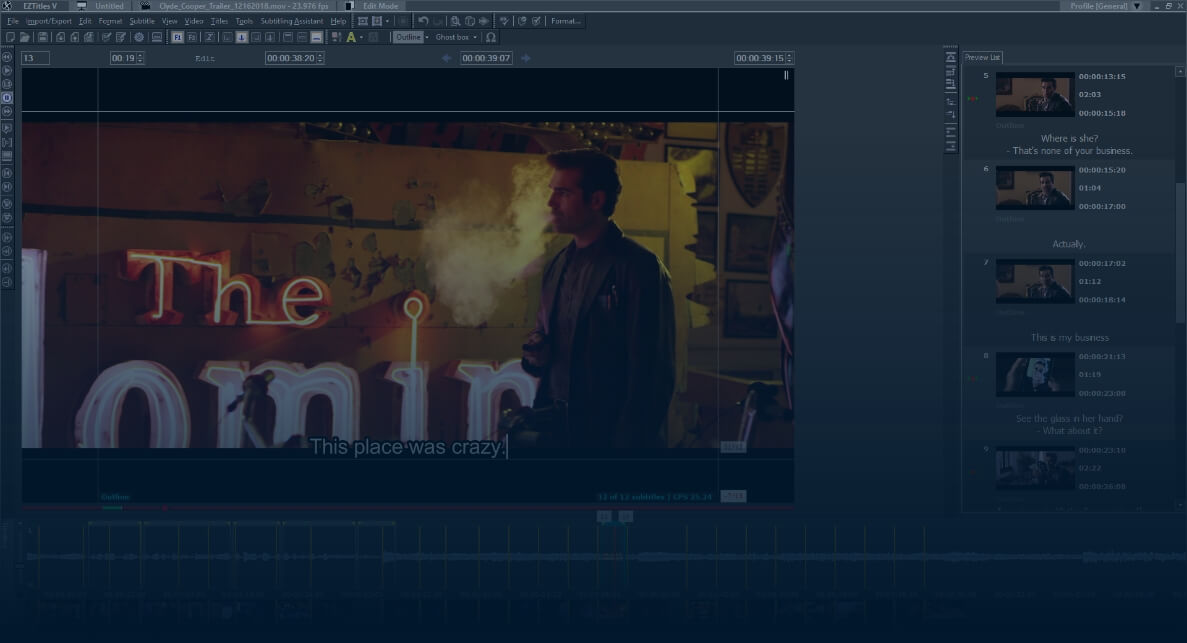 EZTitles V
Untitled
Clyde_Cooper_Trailer_12162018.mov - 23.976 fps
Edit Mode
Profile [General]
File Import/Export Edit Format Subtitle View Video Titles Tools Subtitling Assistant Help
Format...
Outline
Ghost box
13
00:19
Edit
00:00:38:20
00:00:39:07
00:00:39:15
The
omin
This place was crazy.
Outline
12 of 12 subtitles | CPS 25.24
Preview List
5
00:00:13:15
02:03
00:00:15:18
Outline
Where is she?
- That's none of your business.
6
00:00:15:20
01:04
00:00:17:00
Outline
Actually.
7
00:00:17:02
01:12
00:00:18:14
Outline
This is my business
8
00:00:21:13
01:19
00:00:23:08
Outline
See the glass in her hand?
- What about it?
9
00:00:23:10
02:22
00:00:26:08